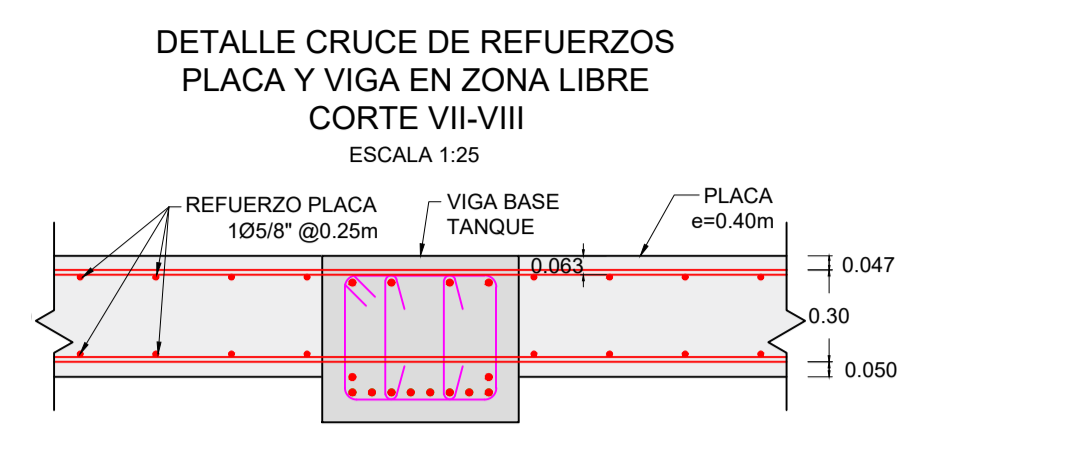 DETALLE CRUCE DE REFUERZOS
PLACA Y VIGA EN ZONA LIBRE
CORTE VII-VIII
ESCALA 1:25
REFUERZO PLACA
1Ø5/8" @0.25m
VIGA BASE
TANQUE
PLACA
e=0.40m
0.063
0.047
0.30
0.050